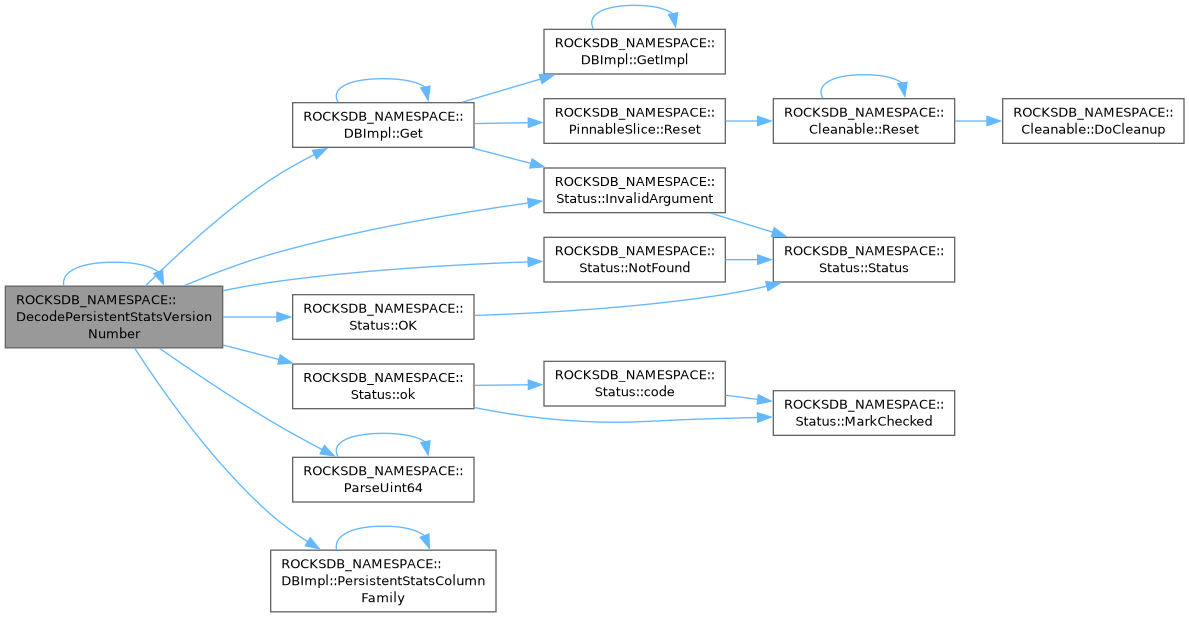 ROCKSDB_NAMESPACE::
DBImpl::GetImpl
ROCKSDB_NAMESPACE::
DBImpl::Get
ROCKSDB_NAMESPACE::
PinnableSlice::Reset
ROCKSDB_NAMESPACE::
Cleanable::Reset
ROCKSDB_NAMESPACE::
Cleanable::DoCleanup
ROCKSDB_NAMESPACE::
Status::InvalidArgument
ROCKSDB_NAMESPACE::
Status::NotFound
ROCKSDB_NAMESPACE::
Status::Status
ROCKSDB_NAMESPACE::
DecodePersistentStatsVersion
Number
ROCKSDB_NAMESPACE::
Status::OK
ROCKSDB_NAMESPACE::
Status::ok
ROCKSDB_NAMESPACE::
Status::code
ROCKSDB_NAMESPACE::
Status::MarkChecked
ROCKSDB_NAMESPACE::
ParseUint64
ROCKSDB_NAMESPACE::
DBImpl::PersistentStatsColumn
Family